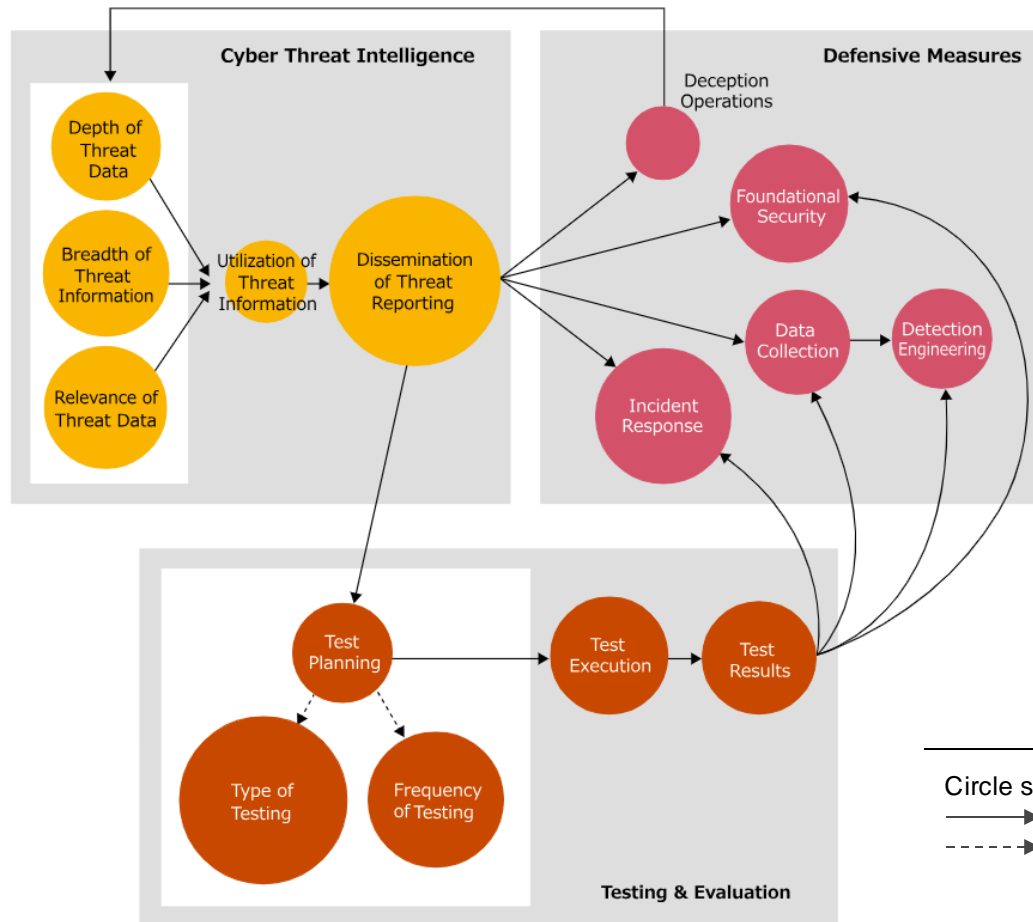 Cyber Threat Intelligence
Depth of
Threat
Data
Breadth of
Threat
Information
Relevance of
Threat Data
Utilization of
Threat
Information
Dissemination
of Threat
Reporting
Defensive Measures
Deception
Operations
Foundational
Security
Data
Collection
Detection
Engineering
Incident
Response
Test
Planning
Test
Execution
Test
Results
Type of
Testing
Frequency
of Testing
Testing & Evaluation
Circle s